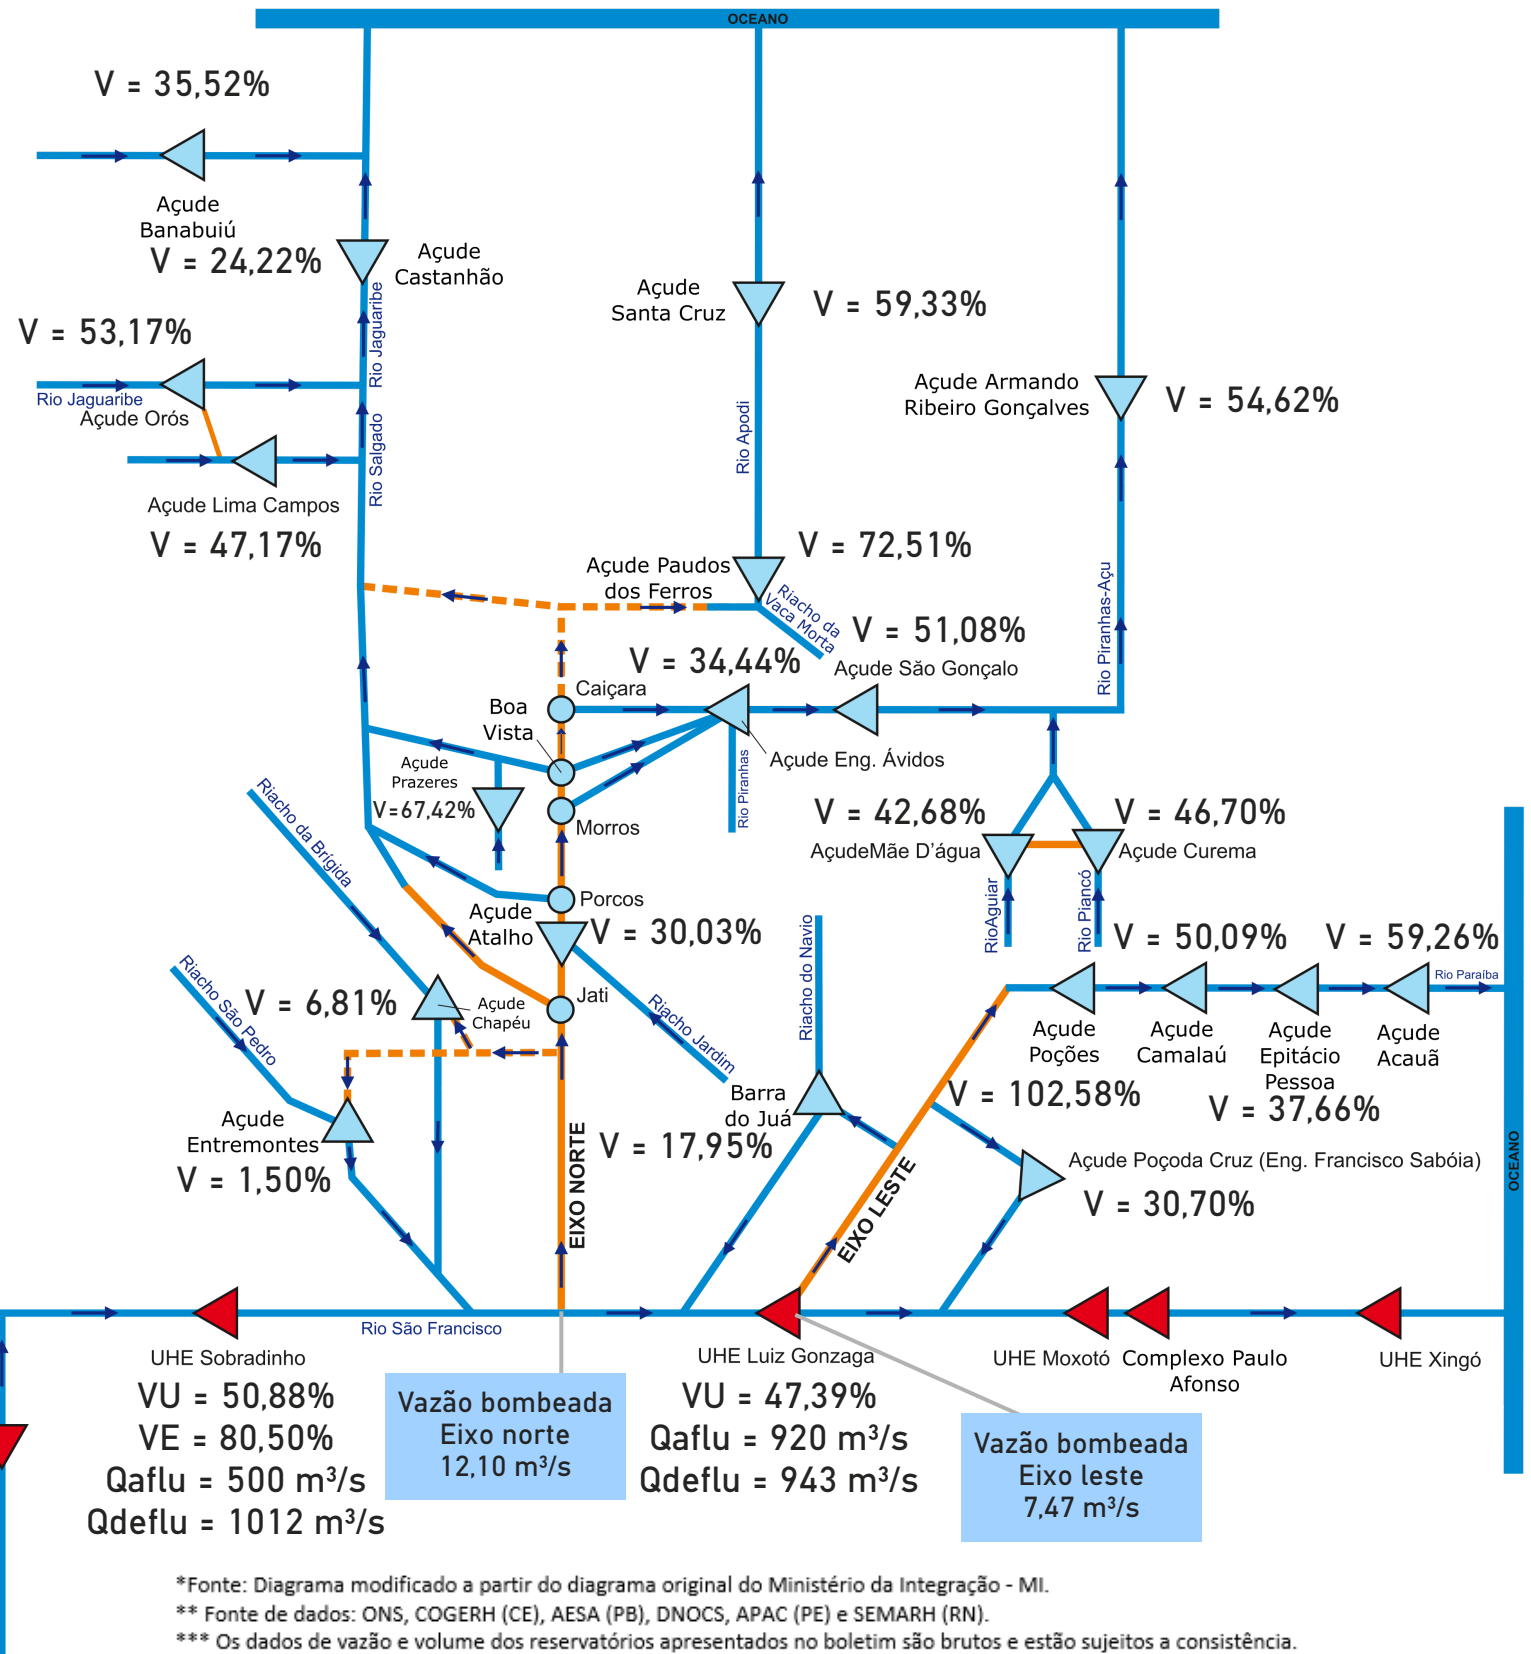 OCEANO
V = 35,52%
Açude
Banabuiú
V = 24,22%
Açude
Castanhão
Rio Jaguaribe
V = 53,17%
Rio Jaguaribe
Açude Orós
Rio Salgado
Açude Lima Campos
V = 47,17%
Açude
Santa Cruz
V = 59,33%
Açude Armando
Ribeiro Gonçalves
V = 54,62%
Rio Apodi
Açude Paudos
dos Ferros
V = 72,51%
Riacho da
Vaca Morta
Rio Piranhas-Açu
V = 51,08%
Açude São Gonçalo
V = 34,44%
Caiçara
Boa
Vista
Açude Eng. Ávidos
Rio Piranhas
Açude
Prazeres
V=67,42%
Morros
Riacho da Brígida
V = 42,68%
AçudeMãe D'água
V = 46,70%
Açude Curema
RioAguiar
Rio Piancó
Porcos
Açude
Atalho
V = 30,03%
Riacho do Navio
V = 50,09%
V = 59,26%
Rio Paraíba
Riacho São Pedro
V = 6,81%
Açude
Chapéu
Jati
Riacho Jardim
Açude
Poções
Açude
Camalaú
Açude
Epitácio
Pessoa
Açude
Acauã
V = 102,58%
V = 37,66%
Barra
do Juá
V = 17,95%
Açude
Entremontes
V = 1,50%
EIXO NORTE
EIXO LESTE
Açude Poçoda Cruz (Eng. Francisco Sabóia)
V = 30,70%
OCEANO
Rio São Francisco
UHE Sobradinho
VU = 50,88%
VE = 80,50%
Qaflu = 500 m³/s
Qdeflu = 1012 m³/s
Vazão bombeada
Eixo norte
12,10 m³/s
UHE Luiz Gonzaga
VU = 47,39%
Qaflu = 920 m³/s
Qdeflu = 943 m³/s
Vazão bombeada
Eixo leste
7,47 m³/s
UHE Moxotó
Complexo Paulo
Afonso
UHE Xingó
*Fonte: Diagrama modificado a partir do diagrama original do Ministério da Integração - MI.
** Fonte de dados: ONS, COGERH (CE), AESA (PB), DNOCS, APAC (PE) e SEMARH (RN).
*** Os dados de vazão e volume dos reservatórios apresentados no boletim são brutos e estão sujeitos a consistência.